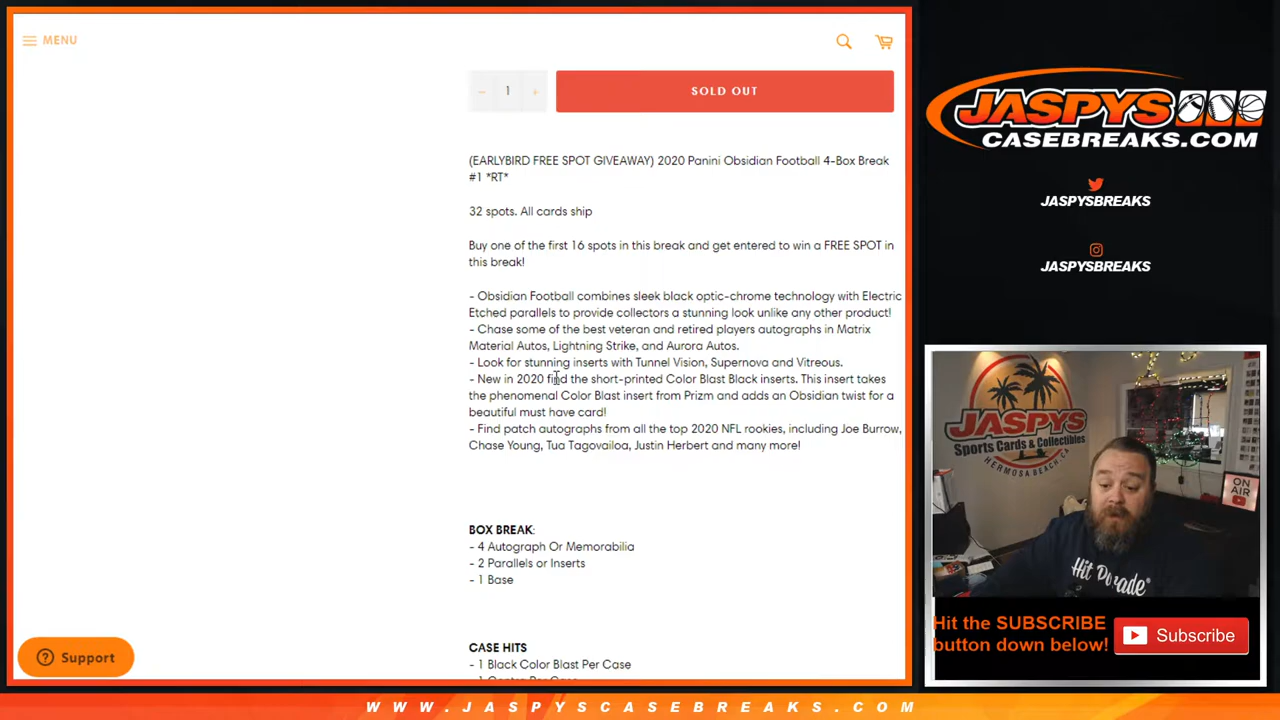 MENU
1
SOLD OUT
(EARLYBIRD FREE SPOT GIVEAWAY) 2020 Panini Obsidian Football 4-Box Break
#1 *RT*
32 spots. All cards ship
Buy one of the first 16 spots in this break and get entered to win a FREE SPOT in
this break!
- Obsidian Football combines sleek black optic-chrome technology with Electric
Etched parallels to provide collectors a stunning look unlike any other product!
- Chase some of the best veteran and retired players autographs in Matrix
Material Autos, Lightning Strike, and Aurora Autos.
- Look for stunning inserts with Tunnel Vision, Supernova and Vitreous.
- New in 2020 find the short-printed Color Blast Black inserts. This insert takes
the phenomenal Color Blast insert from Prizm and adds an Obsidian twist for a
beautiful must have card!
- Find patch autographs from all the top 2020 NFL rookies, including Joe Burrow,
Chase Young, Tua Tagovailoa, Justin Herbert and many more!
BOX BREAK:
- 4 Autograph Or Memorabilia
- 2 Parallels or Inserts
- 1 Base
CASE HITS
- 1 Black Color Blast Per Case
Support
JASPYS
CASEBREAKS.COM
JASPYSBREAKS
JASPYSBREAKS
JASPYS
Sports Cards & Collectibles
HERMOSA BEACH, CA
ON
AIR
Hit Parade
Hit the SUBSCRIBE
button down below!
Subscribe
WWW.JASPYSCASEBREAKS.COM